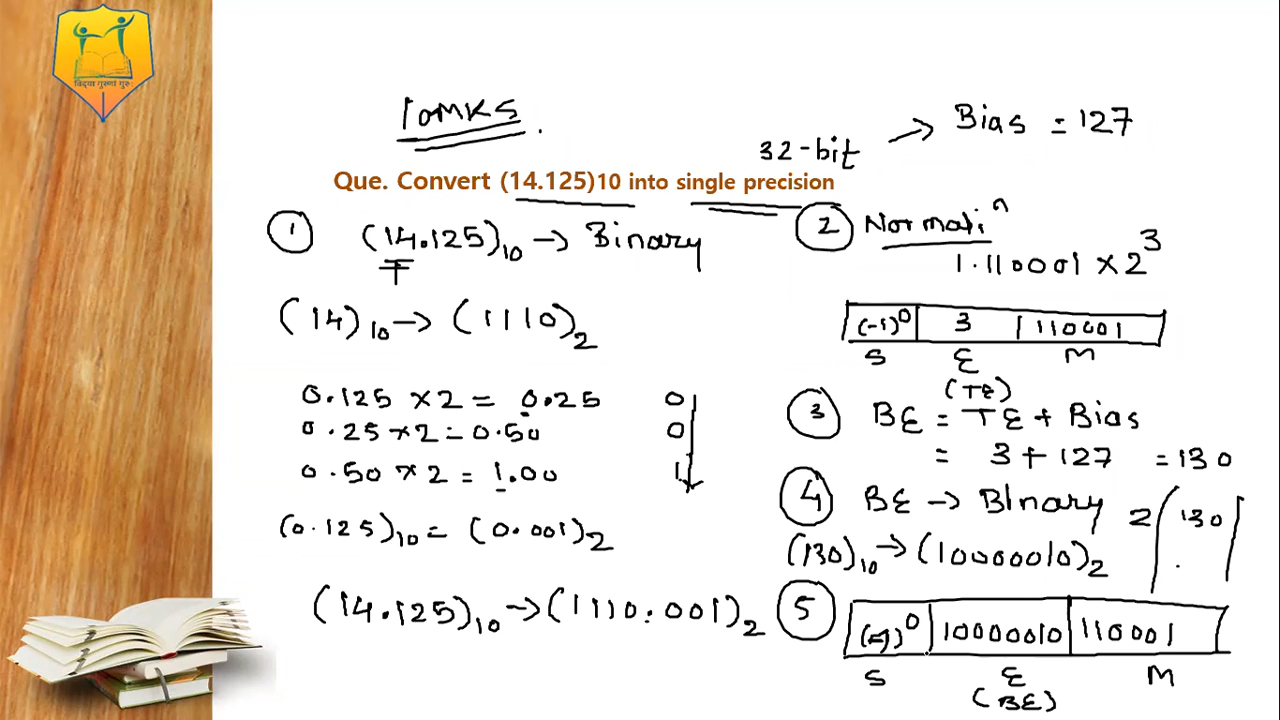 विद्या गुरुणां गुरुः
10MKS.
32-bit → Bias = 127
Que. Convert (14.125)10 into single precision
① (14.125)₁₀ → Binary
(14)₁₀ → (1110)₂
0.125 × 2 = 0.25 0
0.25 × 2 = 0.50 0
0.50 × 2 = 1.00 1
(0.125)₁₀ = (0.001)₂
(14.125)₁₀ → (1110.001)₂
② Normatiⁿ
1.110001 × 2³
(-1)⁰ 3 110001
S E M
(TE)
③ BE = TE + Bias
= 3 + 127 = 130
④ BE → Binary 2 130
(130)₁₀ → (10000010)₂
⑤ 10000010 110001
S E M
(BE)